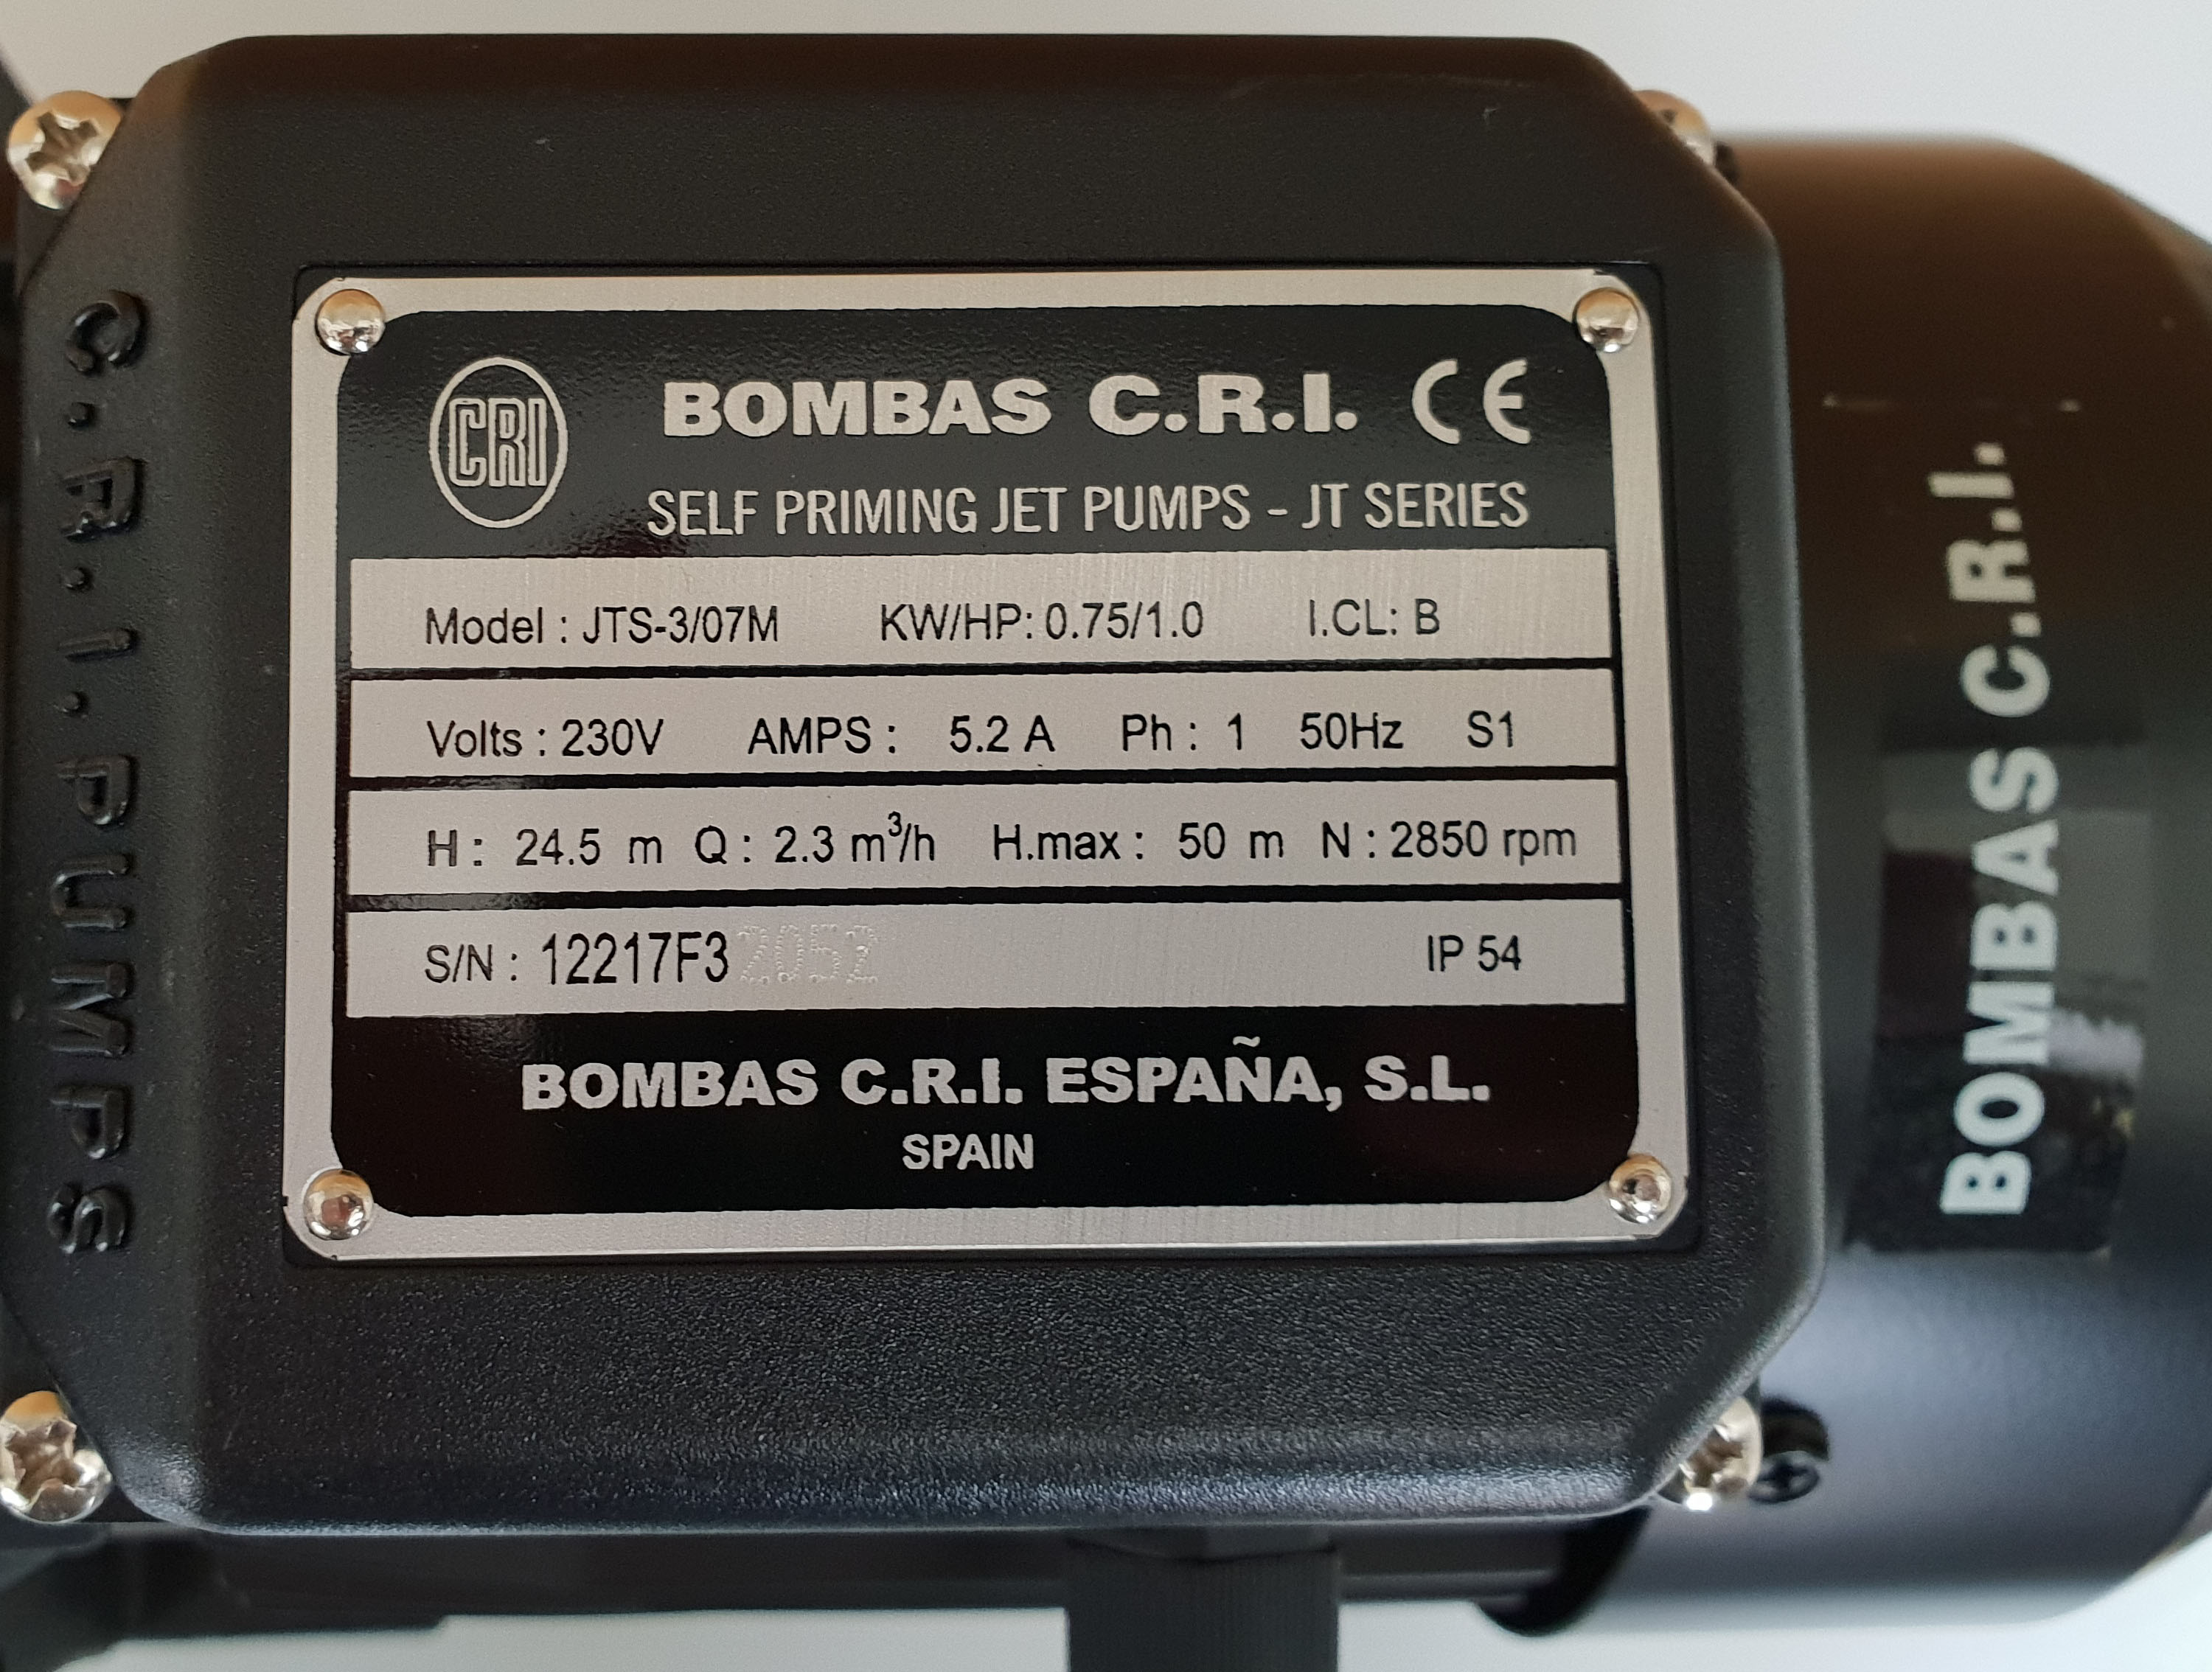 C.R.I.PUMPS
CRI
BOMBAS C.R.I. CE
SELF PRIMING JET PUMPS - JT SERIES
Model : JTS-3/07M KW/HP: 0.75/1.0 I.CL: B
Volts : 230V AMPS : 5.2 A Ph : 1 50Hz S1
H : 24.5 m Q : 2.3 m³/h H.max : 50 m N : 2850 rpm
S/N : 12217F3 2052 IP 54
BOMBAS C.R.I. ESPAÑA, S.L.
SPAIN
BOMBAS C.R.I.